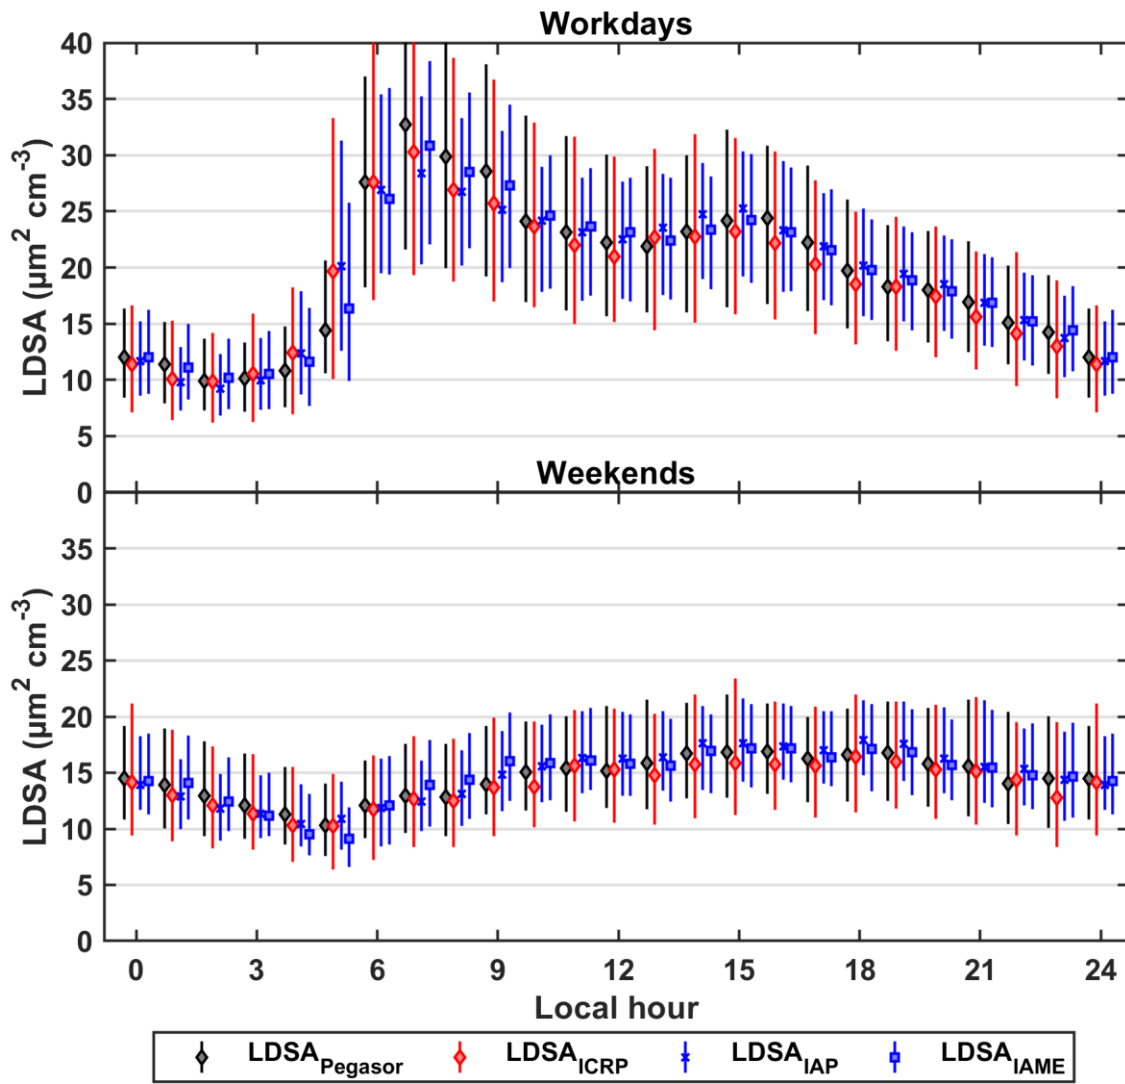 Workdays
40
35
30
25
20
15
10
5
0
LDSA (µm² cm⁻³)
Weekends
35
30
25
20
15
10
5
0
LDSA (µm² cm⁻³)
0 3 6 9 12 15 18 21 24
Local hour
LDSA_Pegasor LDSA_ICRP LDSA_IAP LDSA_IAME